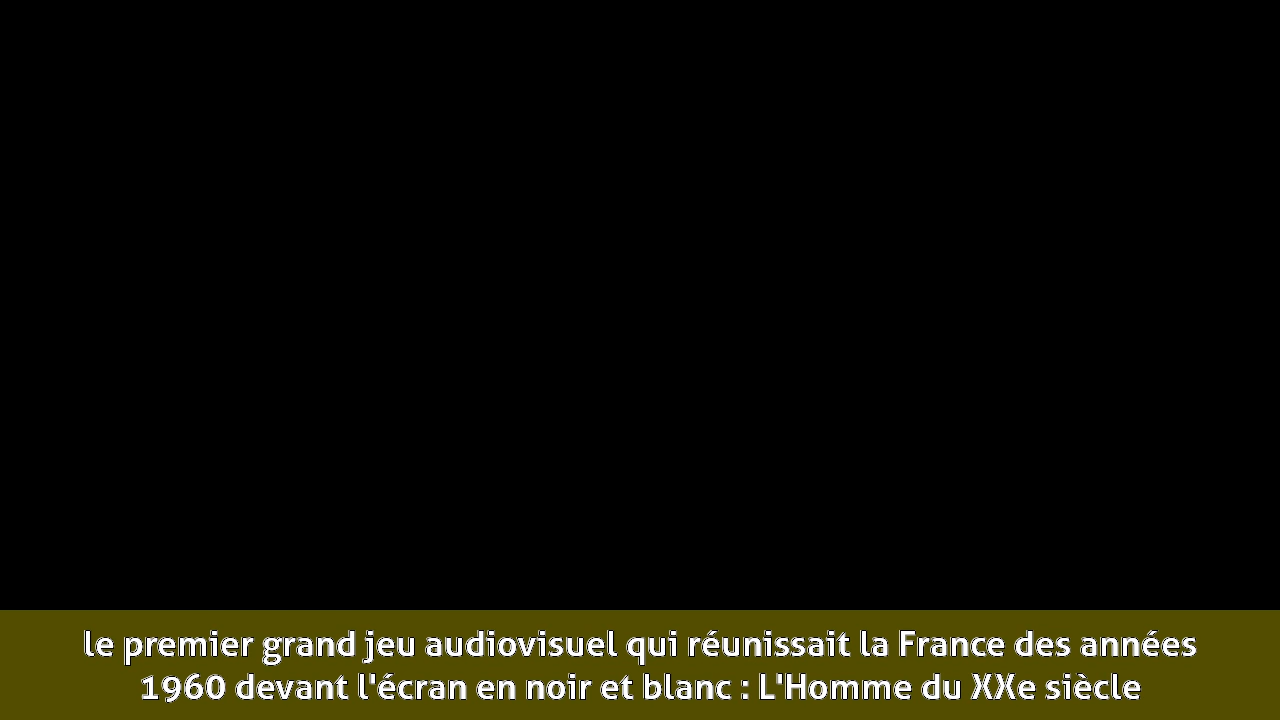 le premier grand jeu audiovisuel qui réunissait la France des années
1960 devant l'écran en noir et blanc : L'Homme du XXe siècle